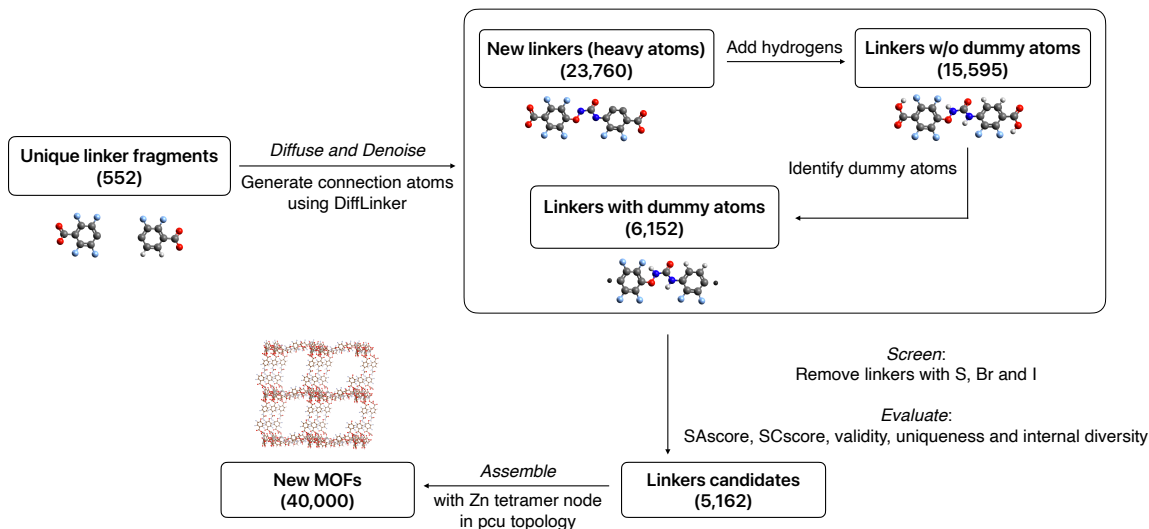 Unique linker fragments
(552)
Diffuse and Denoise
Generate connection atoms
using DiffLinker
New linkers (heavy atoms)
(23,760)
Add hydrogens
Linkers w/o dummy atoms
(15,595)
Identify dummy atoms
Linkers with dummy atoms
(6,152)
Screen:
Remove linkers with S, Br and I
Evaluate:
SAscore, SCscore, validity, uniqueness and internal diversity
Linkers candidates
(5,162)
Assemble
with Zn tetramer node
in pcu topology
New MOFs
(40,000)